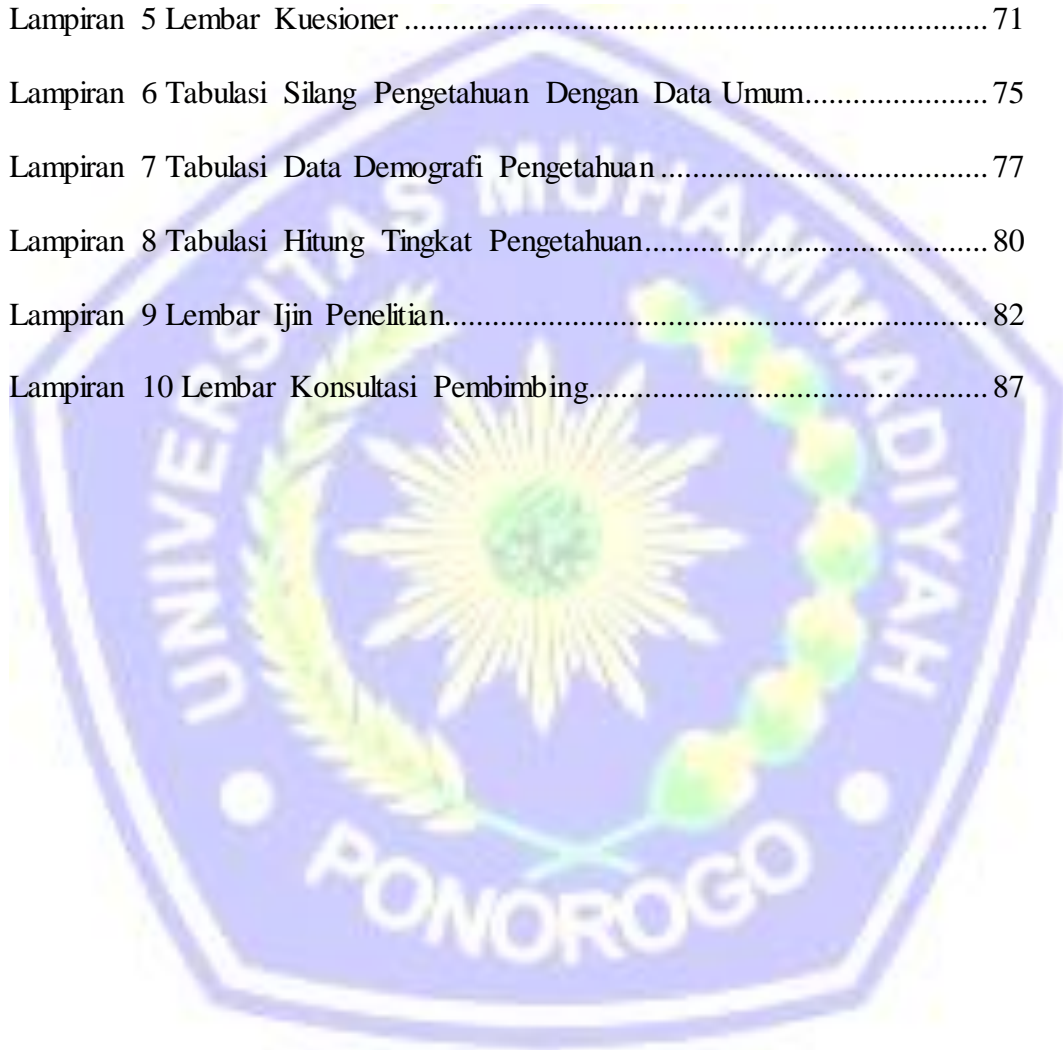 Lampiran 5 Lembar Kuesioner ........................................................................ 71
Lampiran 6 Tabulasi Silang Pengetahuan Dengan Data Umum....................... 75
Lampiran 7 Tabulasi Data Demografi Pengetahuan ......................................... 77
Lampiran 8 Tabulasi Hitung Tingkat Pengetahuan........................................... 80
Lampiran 9 Lembar Ijin Penelitian.................................................................... 82
Lampiran 10 Lembar Konsultasi Pembimbing.................................................. 87
UNIVERSITAS MUHAMMADIYAH
PONOROGO